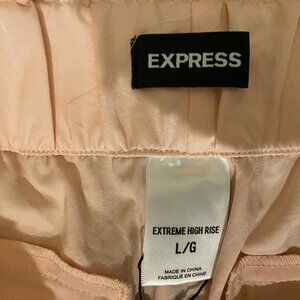 EXPRESS
EXTREME HIGH RISE
L/G
MADE IN CHINA
FABRIQUÉ EN CHINE